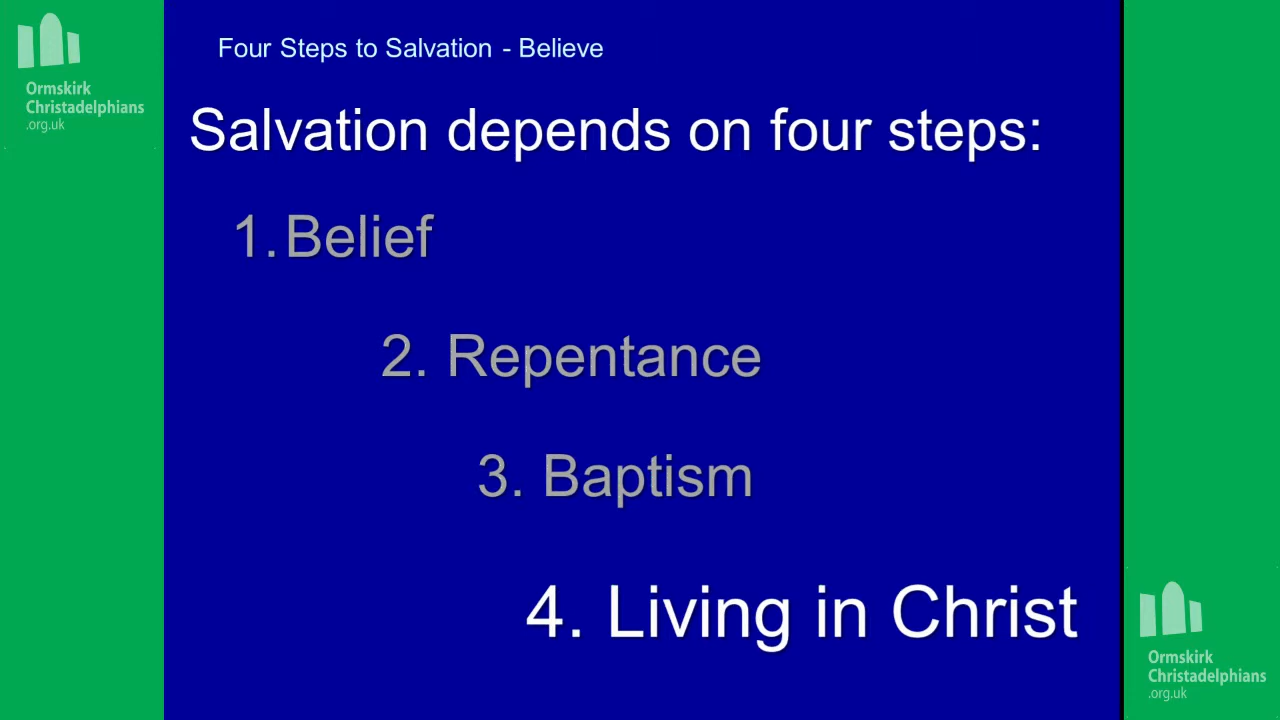 Ormskirk
Christadelphians
.org.uk
Four Steps to Salvation - Believe
Salvation depends on four steps:
1. Belief
2. Repentance
3. Baptism
4. Living in Christ
Ormskirk
Christadelphians
.org.uk